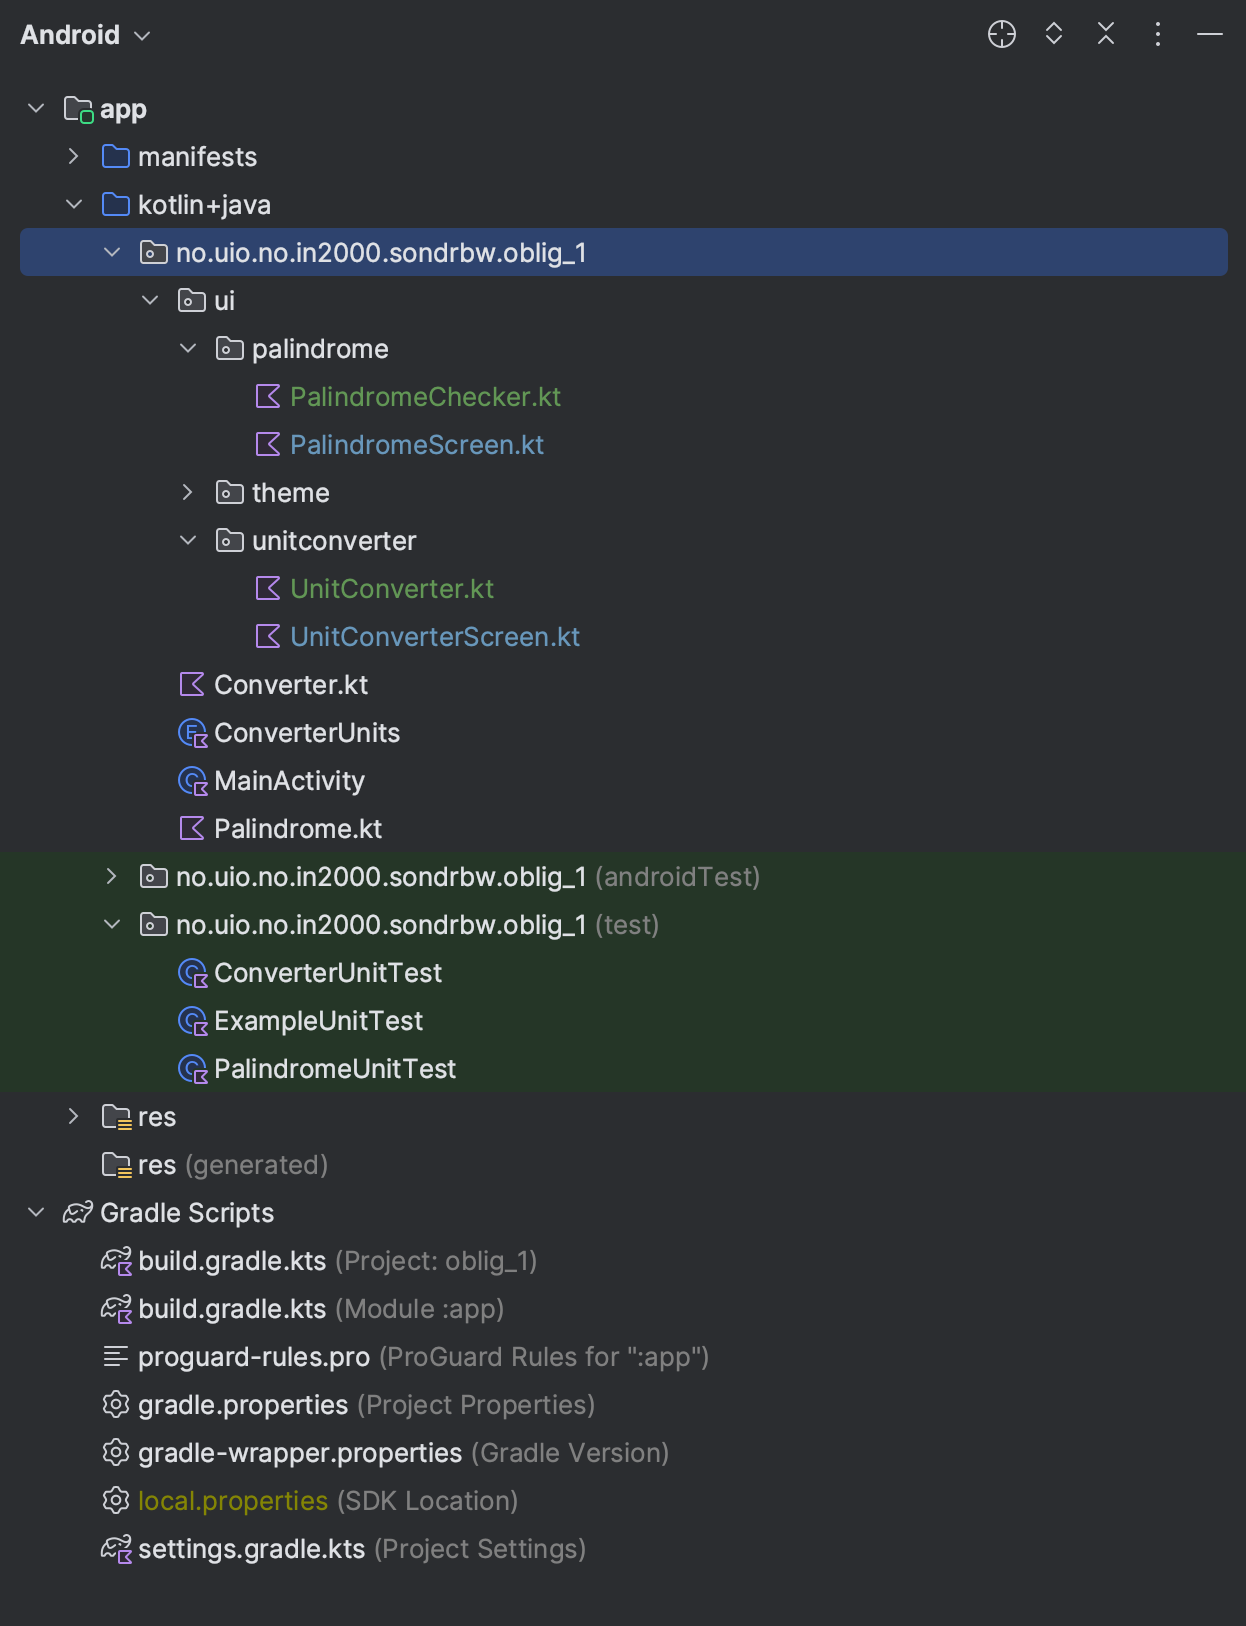 Android
app
manifests
kotlin+java
no.uio.no.in2000.sondrbw.oblig_1
ui
palindrome
PalindromeChecker.kt
PalindromeScreen.kt
theme
unitconverter
UnitConverter.kt
UnitConverterScreen.kt
Converter.kt
ConverterUnits
MainActivity
Palindrome.kt
no.uio.no.in2000.sondrbw.oblig_1 (androidTest)
no.uio.no.in2000.sondrbw.oblig_1 (test)
ConverterUnitTest
ExampleUnitTest
PalindromeUnitTest
res
res (generated)
Gradle Scripts
build.gradle.kts (Project: oblig_1)
build.gradle.kts (Module :app)
proguard-rules.pro (ProGuard Rules for ":app")
gradle.properties (Project Properties)
gradle-wrapper.properties (Gradle Version)
local.properties (SDK Location)
settings.gradle.kts (Project Settings)